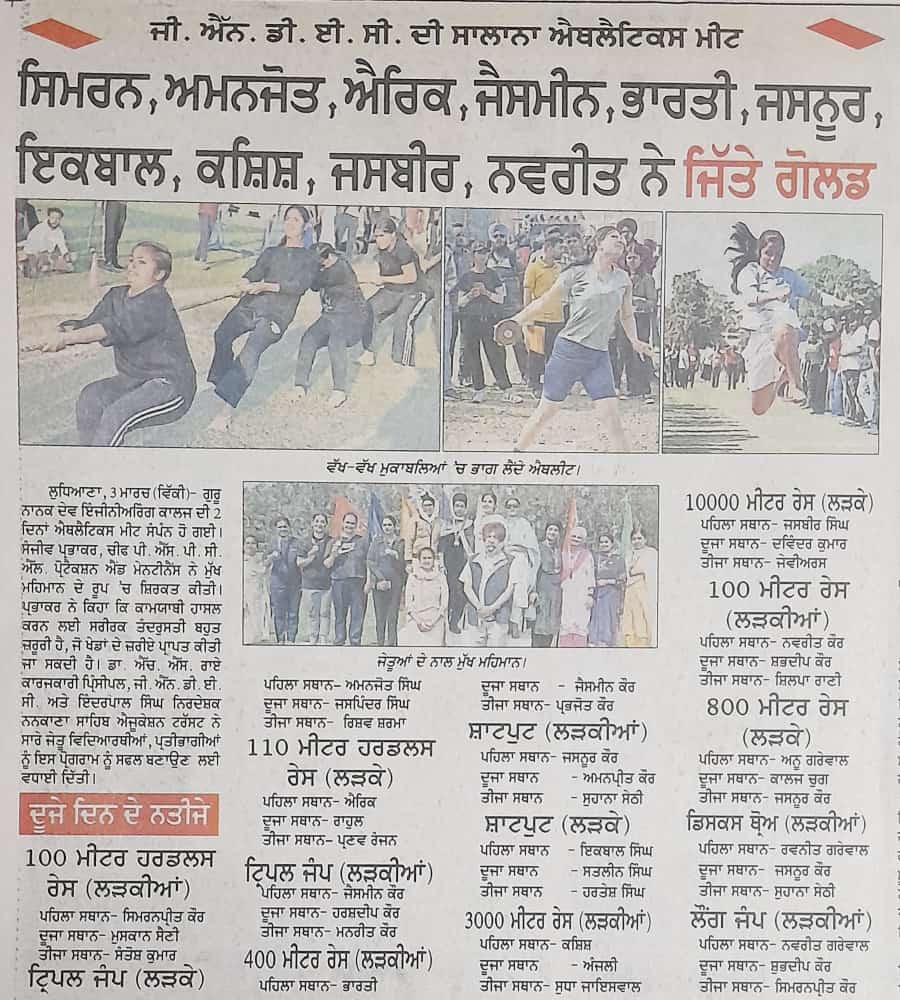 ਜੀ. ਐੱਨ. ਡੀ. ਈ. ਸੀ. ਦੀ ਸਾਲਾਨਾ ਐਥਲੈਟਿਕਸ ਮੀਟ
ਸਿਮਰਨ, ਅਮਨਜੋਤ, ਐਰਿਕ, ਜੈਸਮੀਨ, ਭਾਰਤੀ, ਜਸਨੂਰ,
ਇਕਬਾਲ, ਕਸ਼ਿਸ਼, ਜਸਬੀਰ, ਨਵਰੀਤ ਨੇ ਜਿੱਤੇ ਗੋਲਡ
ਵੱਖ-ਵੱਖ ਮੁਕਾਬਲਿਆਂ 'ਚ ਭਾਗ ਲੈਂਦੇ ਐਥਲੀਟ।
ਲੁਧਿਆਣਾ, 3 ਮਾਰਚ (ਵਿੱਕੀ)- ਗੁਰੂ
ਨਾਨਕ ਦੇਵ ਇੰਜੀਨੀਅਰਿੰਗ ਕਾਲਜ ਦੀ 2
ਦਿਨਾਂ ਐਥਲੈਟਿਕਸ ਮੀਟ ਸੰਪੰਨ ਹੋ ਗਈ।
ਸੰਜੀਵ ਪ੍ਰਭਾਕਰ, ਚੀਫ ਪੀ. ਐੱਸ. ਪੀ. ਸੀ.
ਐੱਲ. ਪ੍ਰੋਟੈਕਸ਼ਨ ਐਂਡ ਮੇਨਟੀਨੈਂਸ ਨੇ ਮੁੱਖ
ਮਹਿਮਾਨ ਦੇ ਰੂਪ 'ਚ ਸ਼ਿਰਕਤ ਕੀਤੀ।
ਪ੍ਰਭਾਕਰ ਨੇ ਕਿਹਾ ਕਿ ਕਾਮਯਾਬੀ ਹਾਸਲ
ਕਰਨ ਲਈ ਸਰੀਰਕ ਤੰਦਰੁਸਤੀ ਬਹੁਤ
ਜ਼ਰੂਰੀ ਹੈ, ਜੋ ਖੇਡਾਂ ਦੇ ਜ਼ਰੀਏ ਪ੍ਰਾਪਤ ਕੀਤੀ
ਜਾ ਸਕਦੀ ਹੈ। ਡਾ. ਐੱਚ. ਐੱਸ. ਰਾਏ
ਕਾਰਜਕਾਰੀ ਪ੍ਰਿੰਸੀਪਲ, ਜੀ. ਐੱਨ. ਡੀ. ਈ.
ਸੀ. ਅਤੇ ਇੰਦਰਪਾਲ ਸਿੰਘ ਨਿਰਦੇਸ਼ਕ
ਨਨਕਾਣਾ ਸਾਹਿਬ ਐਜੂਕੇਸ਼ਨ ਟਰੱਸਟ ਨੇ
ਸਾਰੇ ਜੇਤੂ ਵਿਦਿਆਰਥੀਆਂ, ਪ੍ਰਤੀਭਾਗੀਆਂ
ਨੂੰ ਇਸ ਪ੍ਰੋਗਰਾਮ ਨੂੰ ਸਫਲ ਬਣਾਉਣ ਲਈ
ਵਧਾਈ ਦਿੱਤੀ।
ਦੂਜੇ ਦਿਨ ਦੇ ਨਤੀਜੇ
100 ਮੀਟਰ ਹਰਡਲਸ
ਰੇਸ (ਲੜਕੀਆਂ)
ਪਹਿਲਾ ਸਥਾਨ- ਸਿਮਰਨਪ੍ਰੀਤ ਕੌਰ
ਦੂਜਾ ਸਥਾਨ- ਮੁਸਕਾਨ ਸੈਣੀ
ਤੀਜਾ ਸਥਾਨ- ਸੰਤੋਸ਼ ਕੁਮਾਰ
ਟ੍ਰਿਪਲ ਜੰਪ (ਲੜਕੇ)
ਜੇਤੂਆਂ ਦੇ ਨਾਲ ਮੁੱਖ ਮਹਿਮਾਨ।
ਪਹਿਲਾ ਸਥਾਨ- ਅਮਨਜੋਤ ਸਿੰਘ
ਦੂਜਾ ਸਥਾਨ- ਜਸਪਿੰਦਰ ਸਿੰਘ
ਤੀਜਾ ਸਥਾਨ- ਰਿਸ਼ਵ ਸ਼ਰਮਾ
110 ਮੀਟਰ ਹਰਡਲਸ
ਰੇਸ (ਲੜਕੇ)
ਪਹਿਲਾ ਸਥਾਨ- ਐਰਿਕ
ਦੂਜਾ ਸਥਾਨ- ਰਾਹੁਲ
ਤੀਜਾ ਸਥਾਨ- ਪ੍ਰਣਵ ਰੰਜਨ
ਟ੍ਰਿਪਲ ਜੰਪ (ਲੜਕੀਆਂ)
ਪਹਿਲਾ ਸਥਾਨ- ਜੈਸਮੀਨ ਕੌਰ
ਦੂਜਾ ਸਥਾਨ- ਹਰਸ਼ਦੀਪ ਕੌਰ
ਤੀਜਾ ਸਥਾਨ- ਮਨਰੀਤ ਕੌਰ
400 ਮੀਟਰ ਰੇਸ (ਲੜਕੀਆਂ)
ਪਹਿਲਾ ਸਥਾਨ- ਭਾਰਤੀ
ਦੂਜਾ ਸਥਾਨ - ਜੈਸਮੀਨ ਕੌਰ
ਤੀਜਾ ਸਥਾਨ - ਪ੍ਰਭਜੋਤ ਕੌਰ
ਸ਼ਾਟਪੁਟ (ਲੜਕੀਆਂ)
ਪਹਿਲਾ ਸਥਾਨ- ਜਸਨੂਰ ਕੌਰ
ਦੂਜਾ ਸਥਾਨ - ਅਮਨਪ੍ਰੀਤ ਕੌਰ
ਤੀਜਾ ਸਥਾਨ - ਸੁਹਾਨਾ ਸੇਠੀ
ਸ਼ਾਟਪੁਟ (ਲੜਕੇ)
ਪਹਿਲਾ ਸਥਾਨ - ਇਕਬਾਲ ਸਿੰਘ
ਦੂਜਾ ਸਥਾਨ - ਸਤਲੀਨ ਸਿੰਘ
ਤੀਜਾ ਸਥਾਨ - ਹਰਤੇਸ਼ ਸਿੰਘ
3000 ਮੀਟਰ ਰੇਸ (ਲੜਕੀਆਂ)
ਪਹਿਲਾ ਸਥਾਨ- ਕਸ਼ਿਸ਼
ਦੂਜਾ ਸਥਾਨ - ਅੰਜਲੀ
ਤੀਜਾ ਸਥਾਨ- ਸੁਧਾ ਜਾਇਸਵਾਲ
10000 ਮੀਟਰ ਰੇਸ (ਲੜਕੇ)
ਪਹਿਲਾ ਸਥਾਨ- ਜਸਬੀਰ ਸਿੰਘ
ਦੂਜਾ ਸਥਾਨ- ਦਵਿੰਦਰ ਕੁਮਾਰ
ਤੀਜਾ ਸਥਾਨ- ਜੇਵੀਅਰਸ
100 ਮੀਟਰ ਰੇਸ
(ਲੜਕੀਆਂ)
ਪਹਿਲਾ ਸਥਾਨ- ਨਵਰੀਤ ਕੌਰ
ਦੂਜਾ ਸਥਾਨ- ਸ਼ੁਭਦੀਪ ਕੌਰ
ਤੀਜਾ ਸਥਾਨ- ਸ਼ਿਲਪਾ ਰਾਣੀ
800 ਮੀਟਰ ਰੇਸ
(ਲੜਕੇ)
ਪਹਿਲਾ ਸਥਾਨ- ਅਨੂ ਗਰੇਵਾਲ
ਦੂਜਾ ਸਥਾਨ- ਕਾਲਜ ਚੁਗ
ਤੀਜਾ ਸਥਾਨ- ਜਸਨੂਰ ਕੌਰ
ਡਿਸਕਸ ਥ੍ਰੋਅ (ਲੜਕੀਆਂ)
ਪਹਿਲਾ ਸਥਾਨ- ਰਵਨੀਤ ਗਰੇਵਾਲ
ਦੂਜਾ ਸਥਾਨ- ਜਸਨੂਰ ਕੌਰ
ਤੀਜਾ ਸਥਾਨ- ਸੁਹਾਨਾ ਸੇਠੀ
ਲੌਂਗ ਜੰਪ (ਲੜਕੀਆਂ)
ਪਹਿਲਾ ਸਥਾਨ- ਨਵਰੀਤ ਗਰੇਵਾਲ
ਦੂਜਾ ਸਥਾਨ- ਸ਼ੁਭਦੀਪ ਕੌਰ
ਤੀਜਾ ਸਥਾਨ- ਸਿਮਰਨਪ੍ਰੀਤ ਕੌਰ